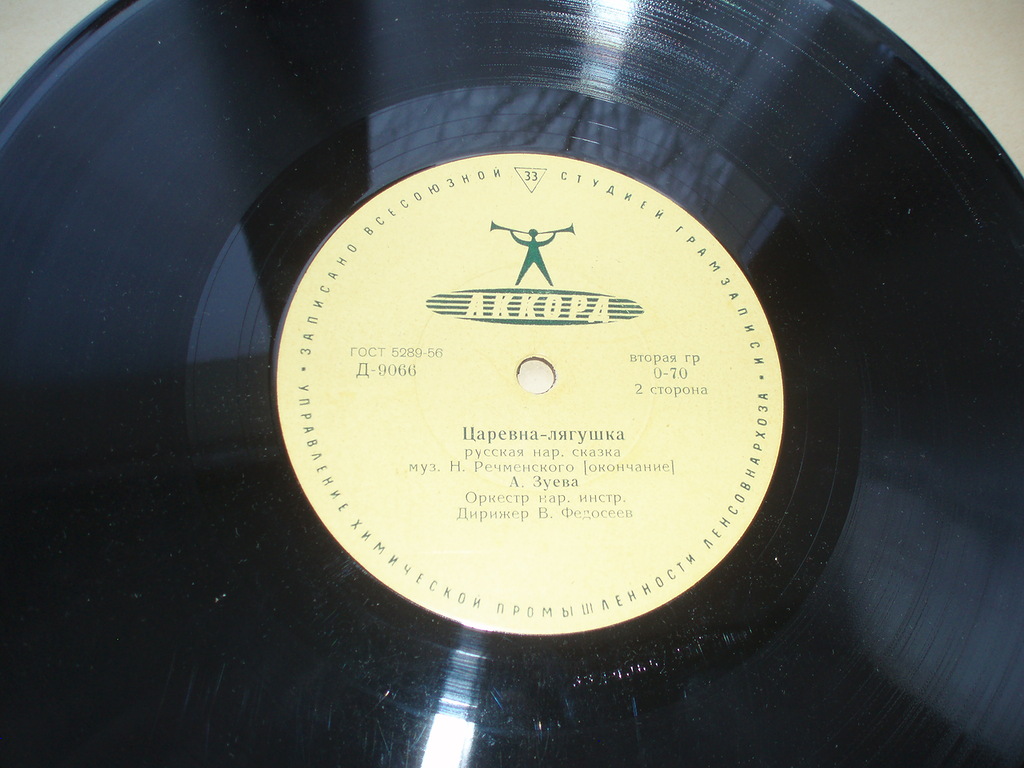 ЗАПИСАНО ВСЕСОЮЗНОЙ СТУДИЕЙ ГРАМЗАПИСИ
33
АККОРД
ГОСТ 5289-56
Д-9066
вторая гр
0-70
2 сторона
Царевна-лягушка
русская нар. сказка
муз. Н. Речменского [окончание]
А. Зуева
Оркестр нар. инстр.
Дирижер В. Федосеев
• УПРАВЛЕНИЕ ХИМИЧЕСКОЙ ПРОМЫШЛЕННОСТИ ЛЕНСОВНАРХОЗА •